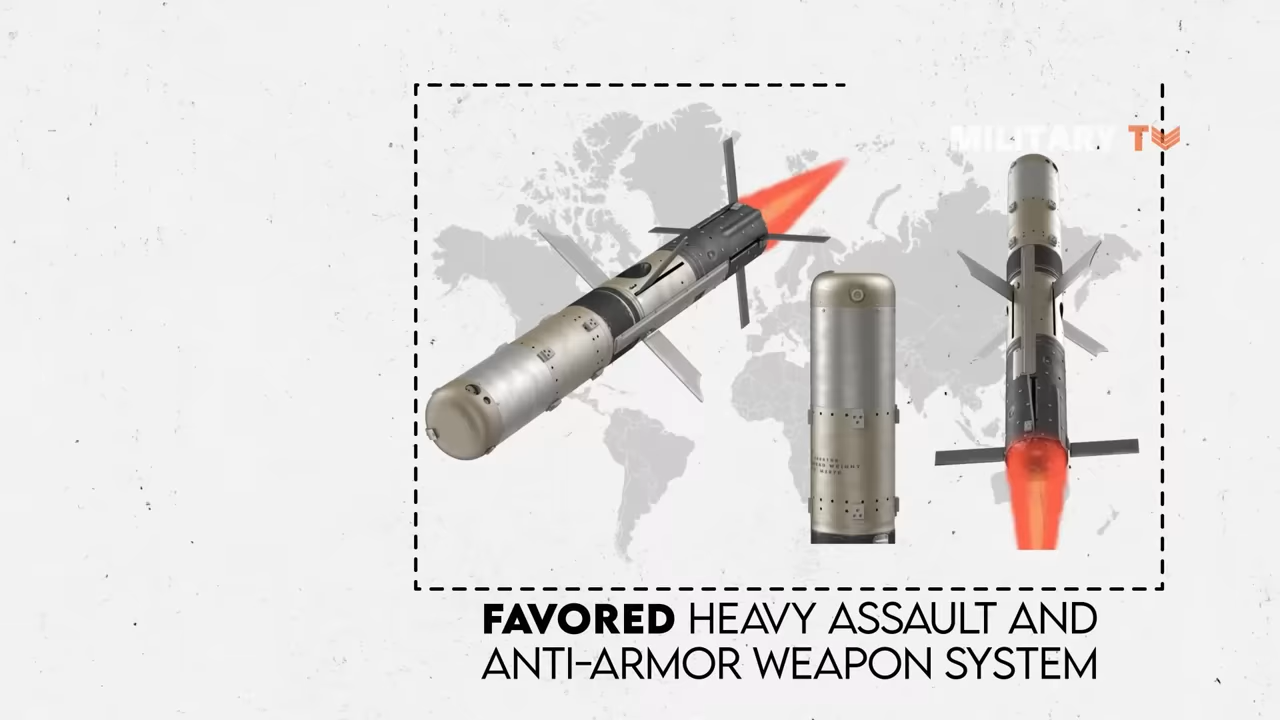 MILITARY TV
FAVORED HEAVY ASSAULT AND
ANTI-ARMOR WEAPON SYSTEM